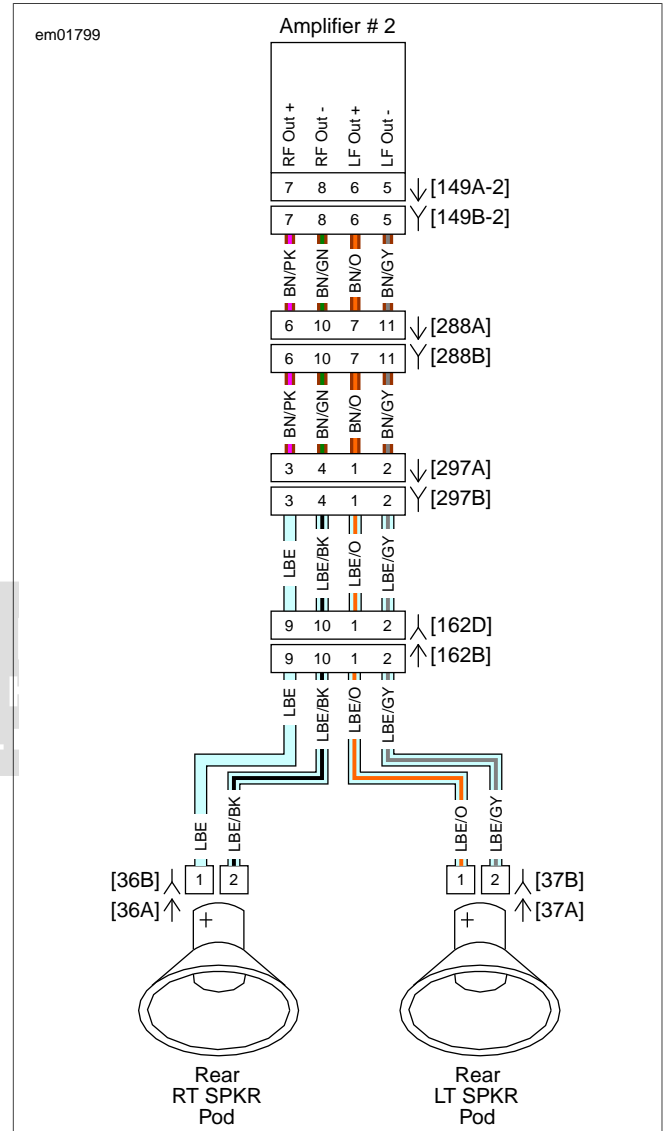 em01799
Amplifier # 2
RF Out +
RF Out -
LF Out +
LF Out -
7 8 6 5 [149A-2]
7 8 6 5 [149B-2]
BN/PK
BN/GN
BN/O
BN/GY
6 10 7 11 [288A]
6 10 7 11 [288B]
BN/PK
BN/GN
BN/O
BN/GY
3 4 1 2 [297A]
3 4 1 2 [297B]
LBE
LBE/BK
LBE/O
LBE/GY
9 10 1 2 [162D]
9 10 1 2 [162B]
LBE
LBE/BK
LBE/O
LBE/GY
LBE
LBE/BK
LBE/O
LBE/GY
[36B] 1 2
1 2 [37B]
[36A] +
+ [37A]
Rear
RT SPKR
Pod
Rear
LT SPKR
Pod